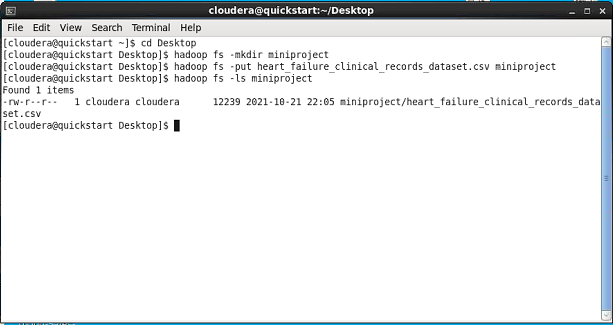 cloudera@quickstart:~/Desktop
File Edit View Search Terminal Help
[cloudera@quickstart ~]$ cd Desktop
[cloudera@quickstart Desktop]$ hadoop fs -mkdir miniproject
[cloudera@quickstart Desktop]$ hadoop fs -put heart_failure_clinical_records_dataset.csv miniproject
[cloudera@quickstart Desktop]$ hadoop fs -ls miniproject
Found 1 items
-rw-r--r--   1 cloudera cloudera      12239 2021-10-21 22:05 miniproject/heart_failure_clinical_records_data
set.csv
[cloudera@quickstart Desktop]$